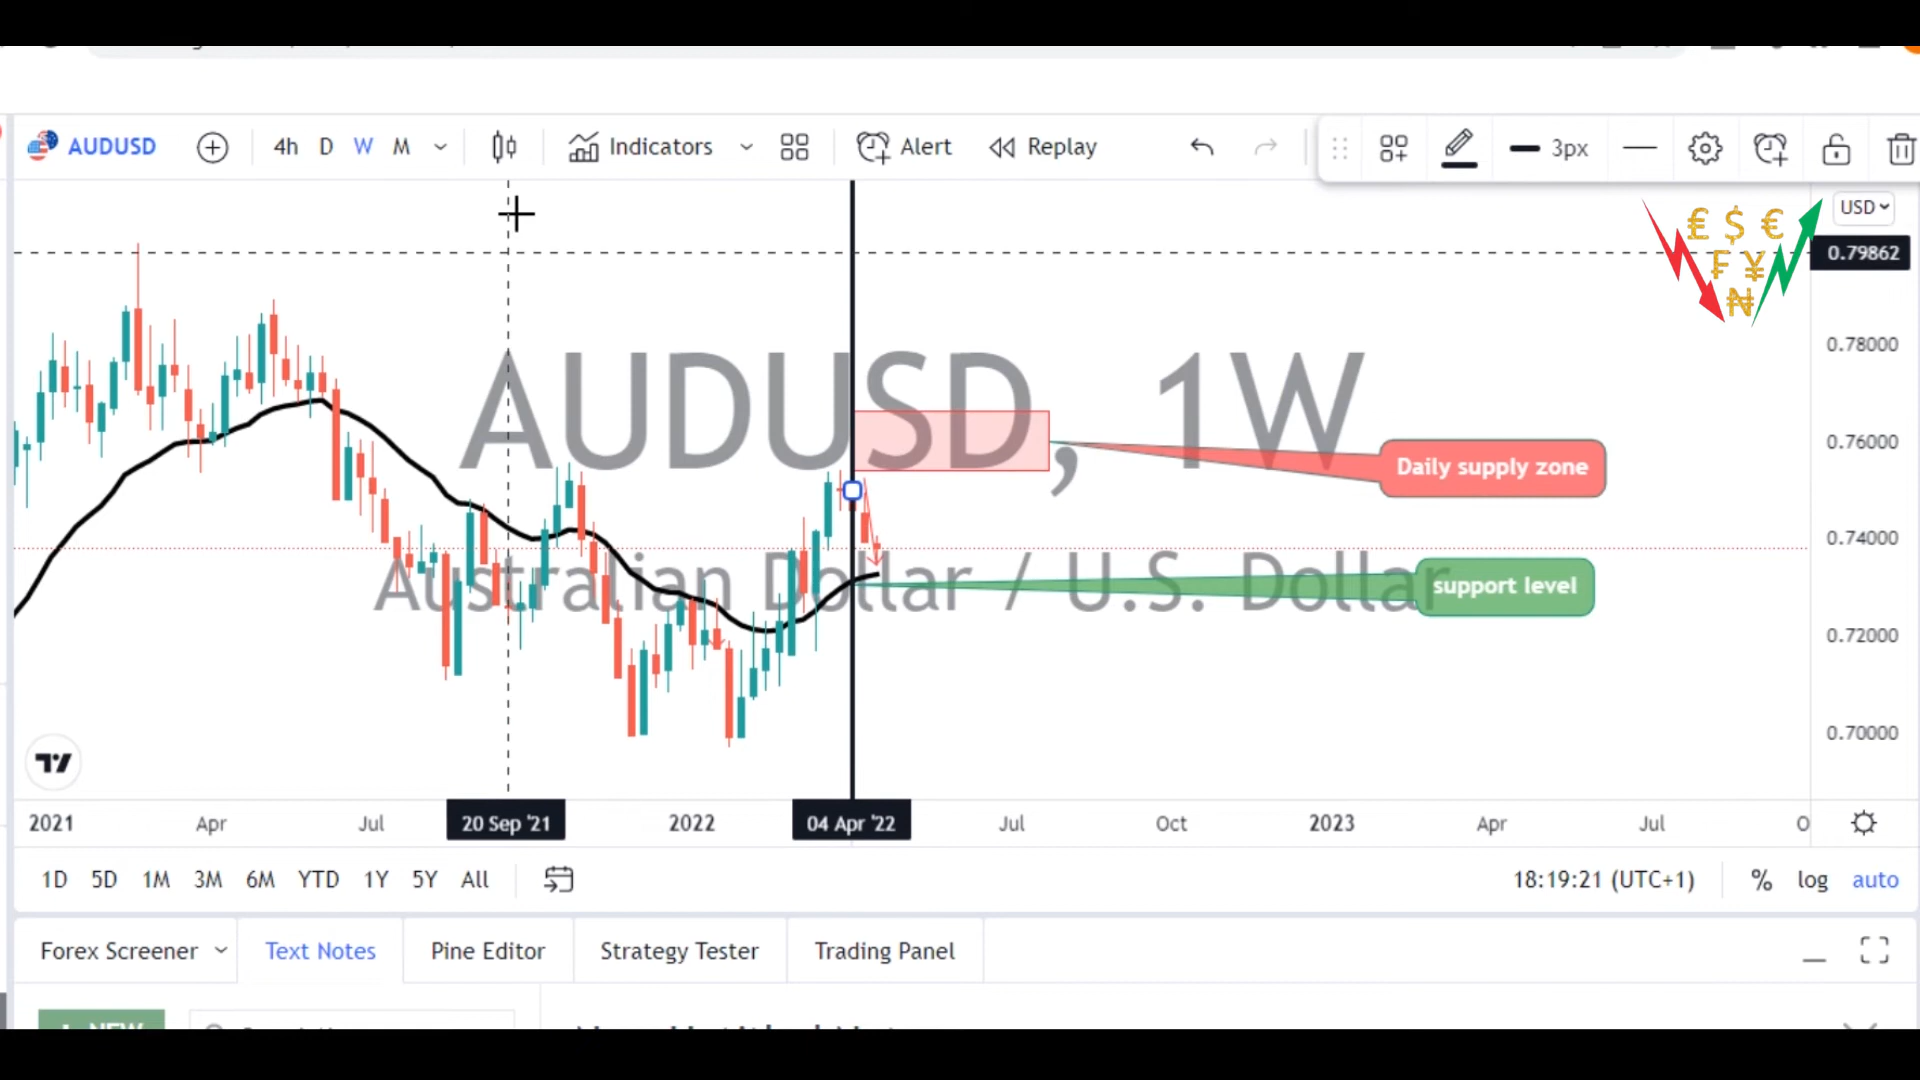 AUDUSD 4h D W M Indicators Alert Replay 3px
£ $ € USD
₣ ¥ 0.79862
₦
0.78000
AUDUSD, 1W
0.76000
Daily supply zone
0.74000
Australian Dollar / U.S. Dollar
support level
0.72000
0.70000
2021 Apr Jul 20 Sep '21 2022 04 Apr '22 Jul Oct 2023 Apr Jul O
1D 5D 1M 3M 6M YTD 1Y 5Y All 18:19:21 (UTC+1) % log auto
Forex Screener Text Notes Pine Editor Strategy Tester Trading Panel
NEW